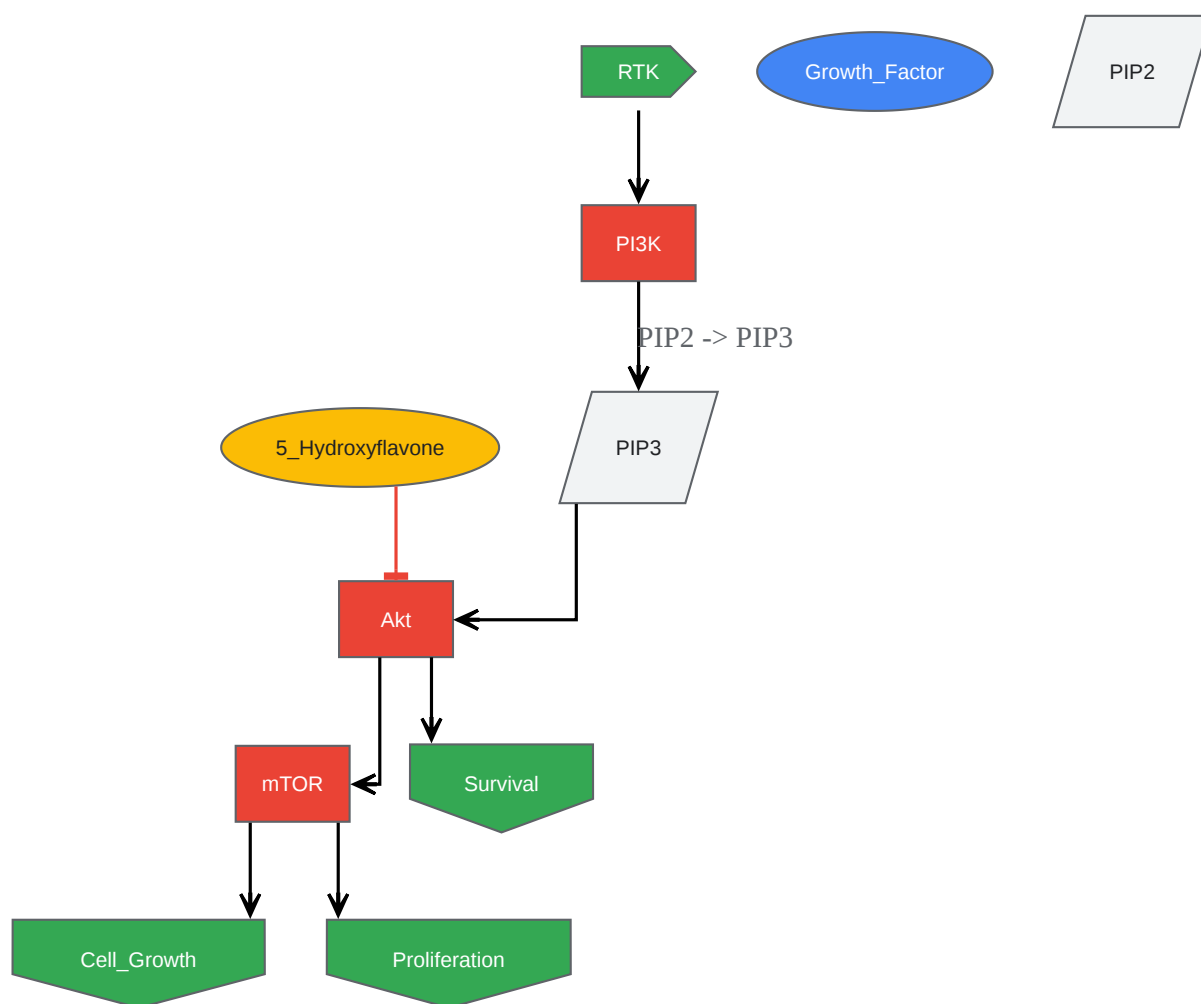 RTK
Growth_Factor
PIP2
PI3K
PIP2 -> PIP3
5_Hydroxyflavone
PIP3
Akt
mTOR
Survival
Cell_Growth
Proliferation